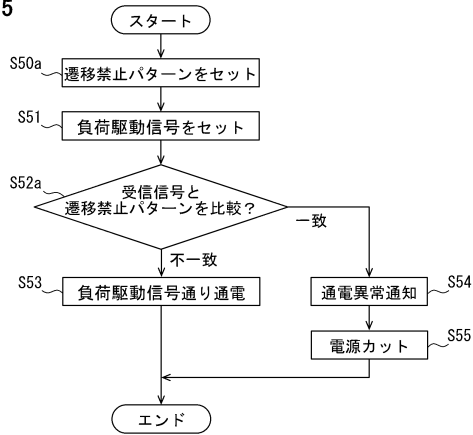 5
スタート
S50a
遷移禁止パターンをセット
S51
負荷駆動信号をセット
S52a
受信信号と
遷移禁止パターンを比較？
一致
不一致
S53
負荷駆動信号通り通電
S54
通電異常通知
S55
電源カット
エンド